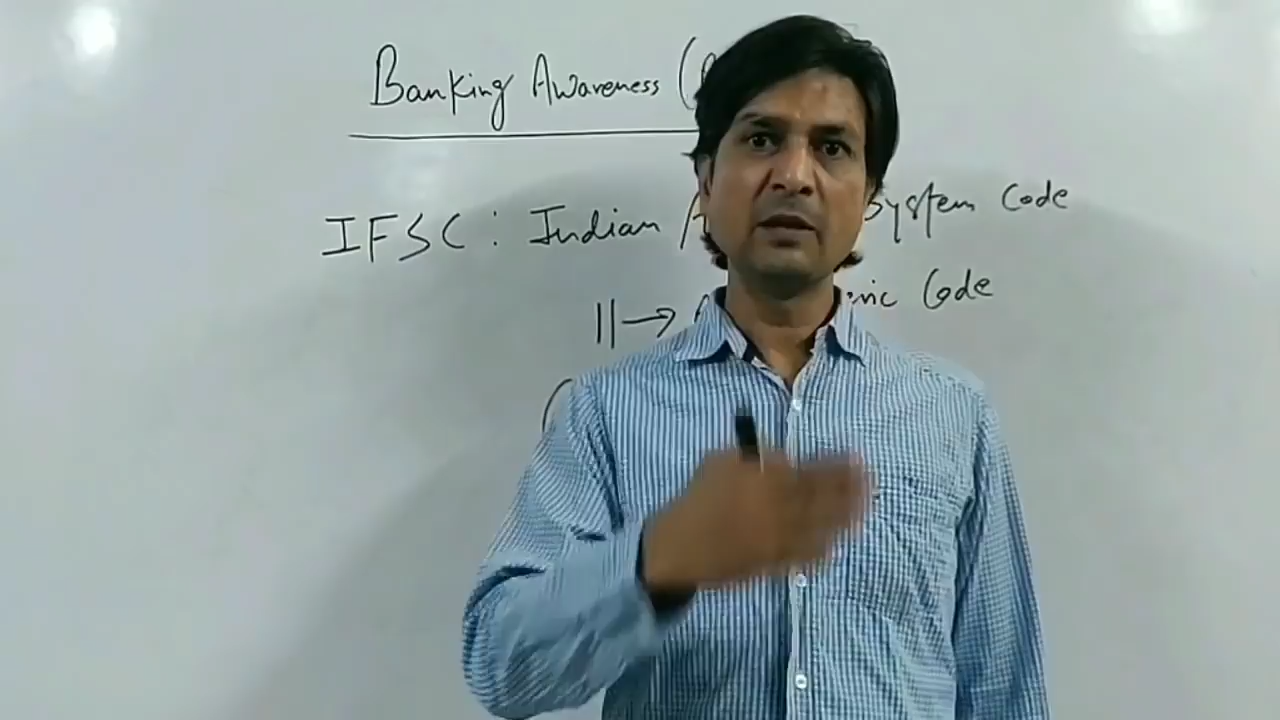 Banking Awareness (
IFSC : Indian System Code
11→ Code